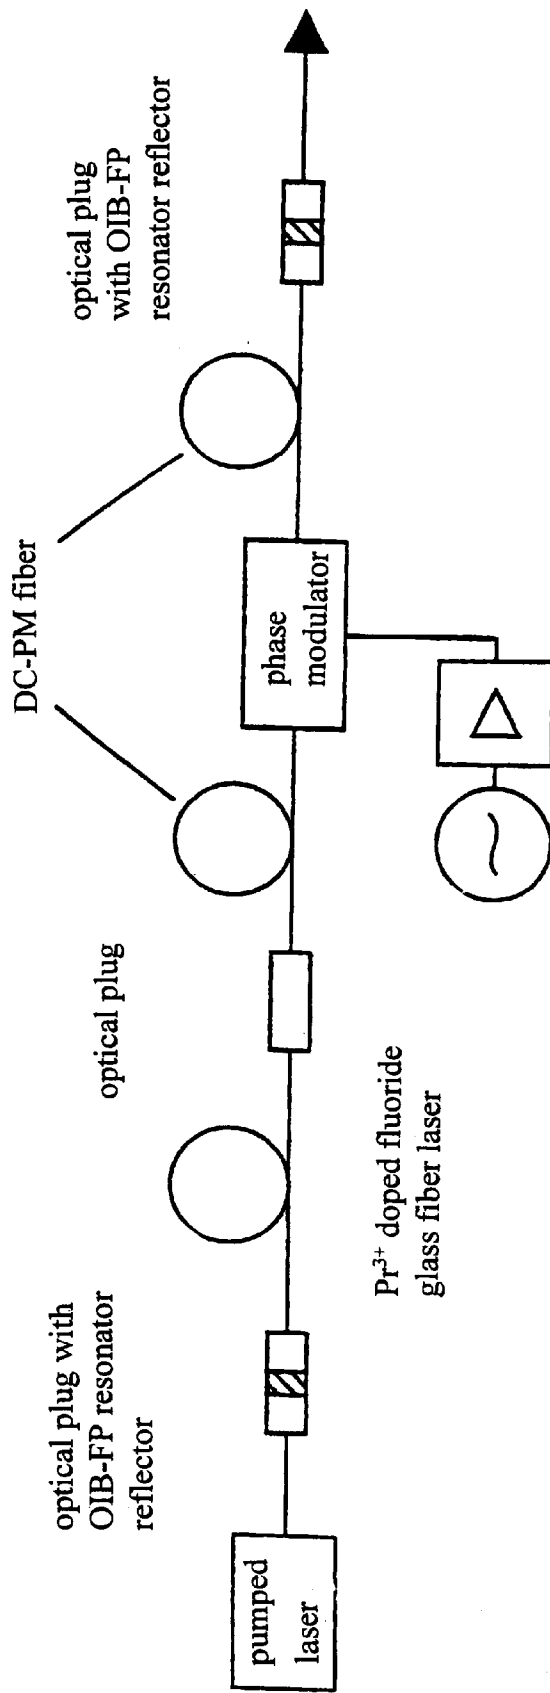 pumped
laser
optical plug with
OIB-FP resonator
reflector
Pr³⁺ doped fluoride
glass fiber laser
optical plug
DC-PM fiber
phase
modulator
optical plug
with OIB-FP
resonator reflector